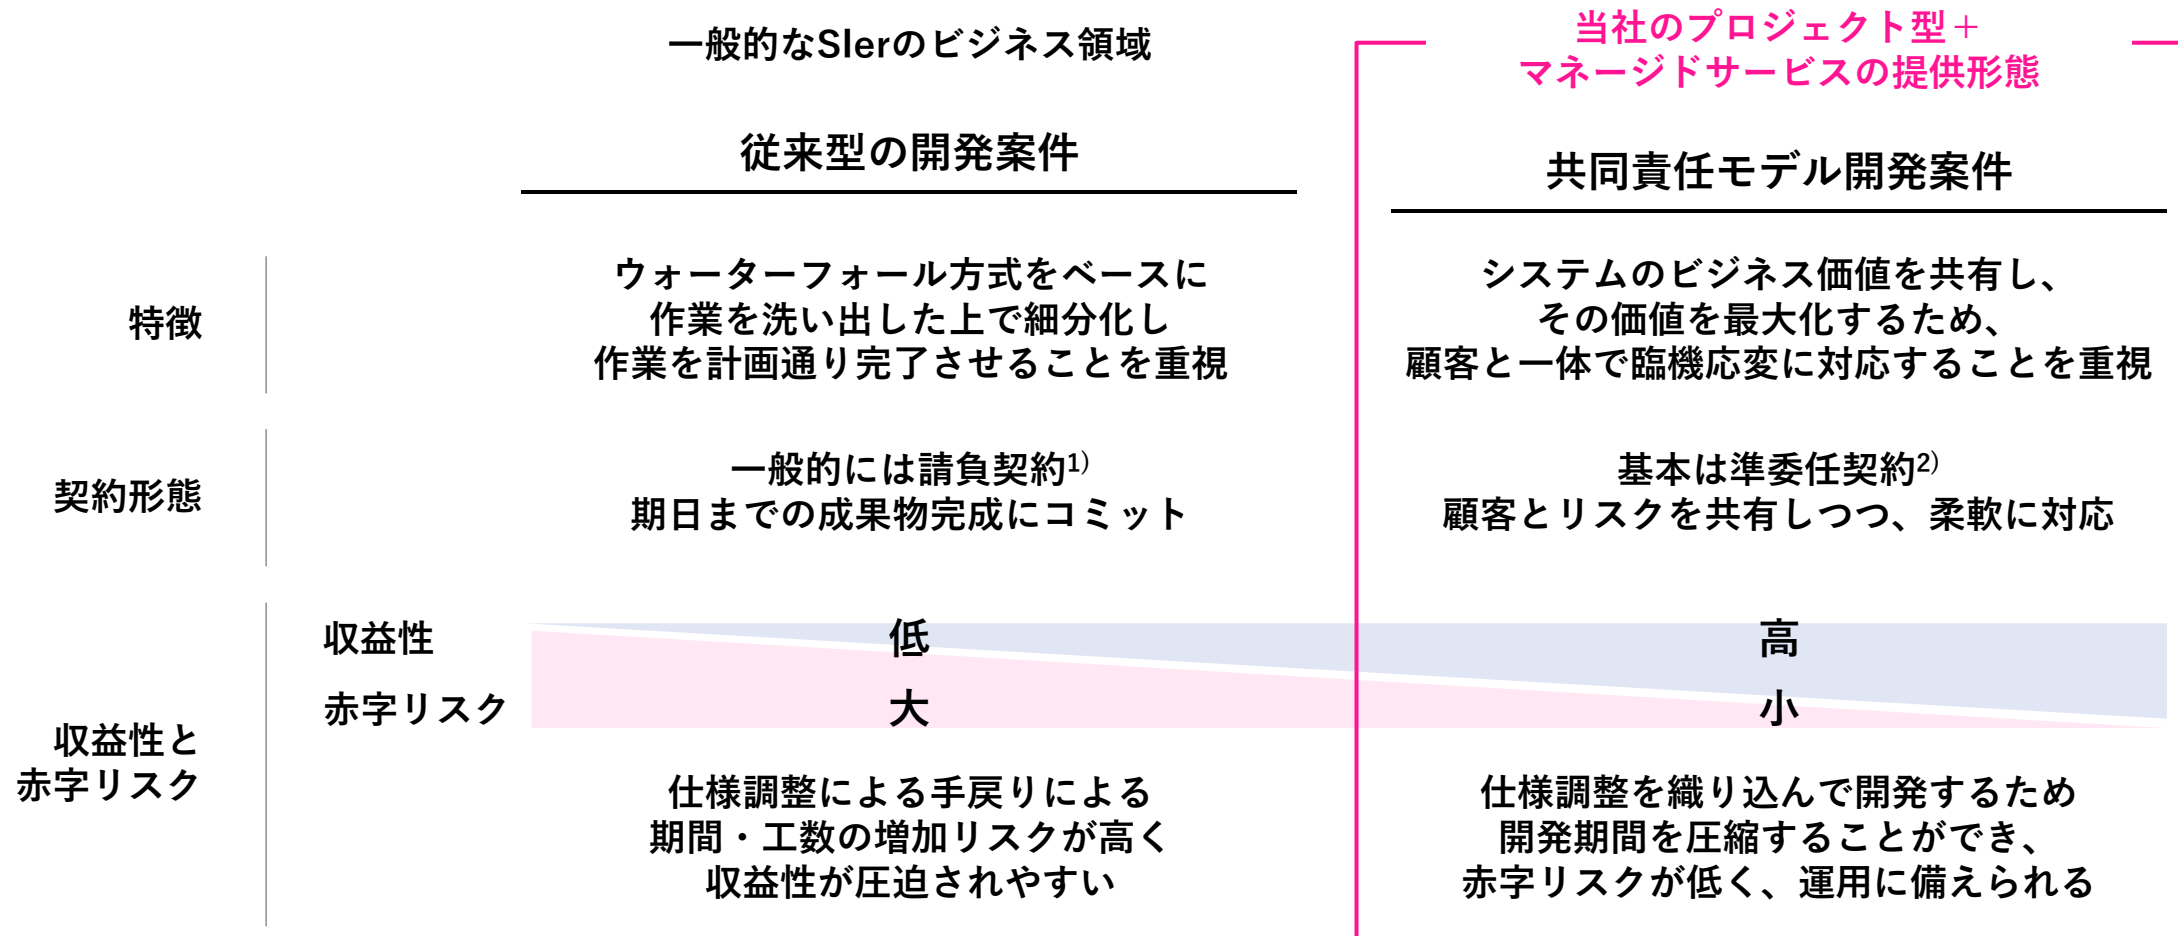 一般的なSIerのビジネス領域
当社のプロジェクト型＋
マネージドサービスの提供形態
従来型の開発案件
共同責任モデル開発案件
特徴
ウォーターフォール方式をベースに
作業を洗い出した上で細分化し
作業を計画通り完了させることを重視
システムのビジネス価値を共有し、
その価値を最大化するため、
顧客と一体で臨機応変に対応することを重視
契約形態
一般的には請負契約1)
期日までの成果物完成にコミット
基本は準委任契約2)
顧客とリスクを共有しつつ、柔軟に対応
収益性と
赤字リスク
収益性
低
高
赤字リスク
大
小
仕様調整による手戻りによる
期間・工数の増加リスクが高く
収益性が圧迫されやすい
仕様調整を織り込んで開発するため
開発期間を圧縮することができ、
赤字リスクが低く、運用に備えられる